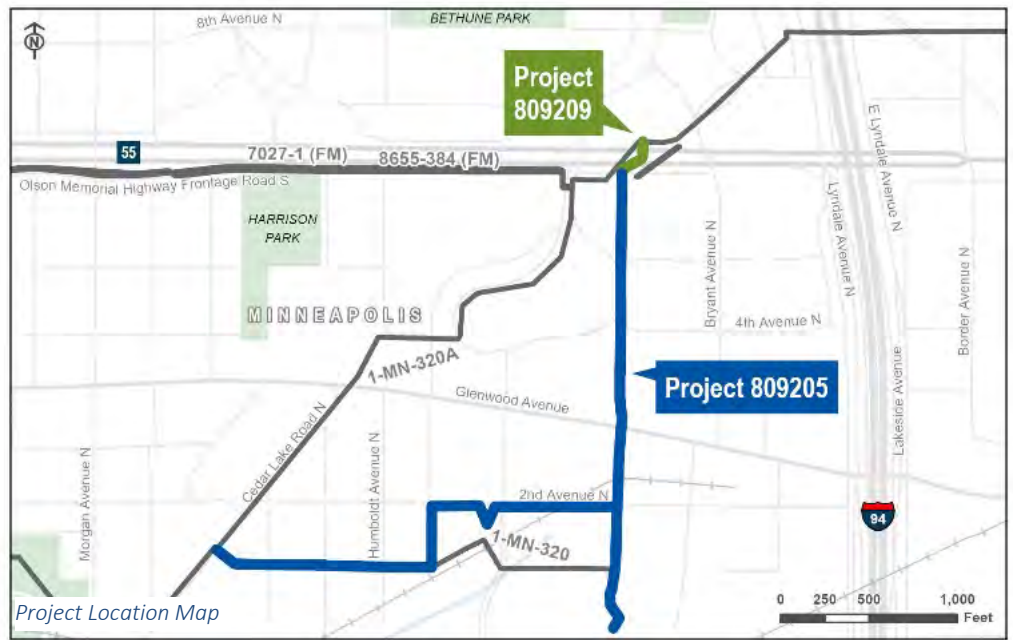 8th Avenue N
BETHUNE PARK
N
Project
809209
55
7027-1 (FM)
8655-384 (FM)
Olson Memorial Highway Frontage Road S
HARRISON
PARK
E Lyndale Avenue N
Lyndale Avenue N
Bryant Avenue N
Border Avenue N
MINNEAPOLIS
4th Avenue N
1-MN-320A
Project 809205
Glenwood Avenue
Lakeside Avenue
Cedar Lake Road N
Morgan Avenue N
Humboldt Avenue N
2nd Avenue N
94
1-MN-320
Project Location Map
0 250 500 1,000
Feet